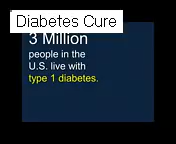 Diabetes Cure
3 Million
people in the
U.S. live with
type 1 diabetes.